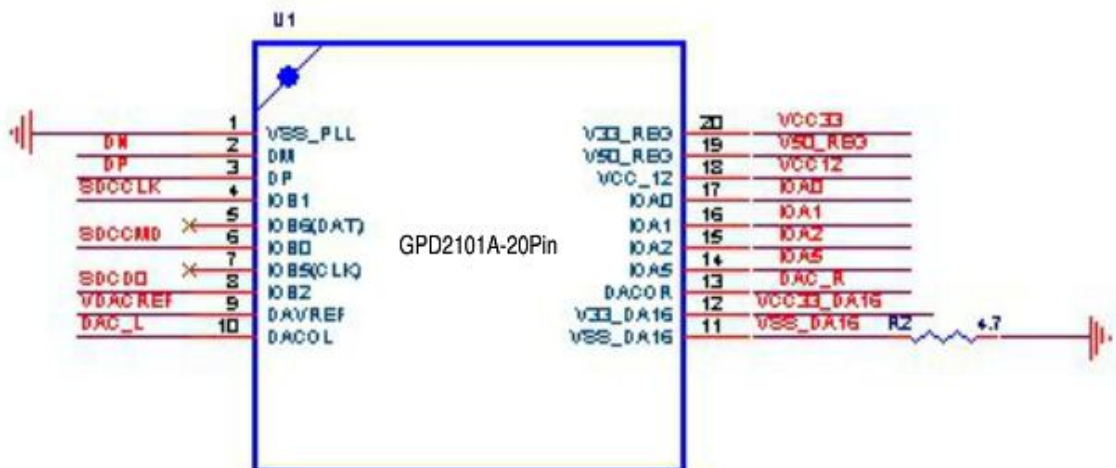 U1
1 VSS_PLL V33_REG 20 VCC33
DM 2 DM V50_REG 19 V50_REG
DP 3 DP VCC_12 18 VCC12
SDCCLK 4 IOB1 IOA0 17 IOA0
5 IOB6(DAT) IOA1 16 IOA1
SDCCMD 6 IOB0 IOA2 15 IOA2
7 IOB5(CLK) IOA5 14 IOA5
SDCD0 8 IOB2 DACOR 13 DAC_R
VDACREF 9 DAVREF V33_DA16 12 VCC33_DA16
DAC_L 10 DACOL VSS_DA16 11 VSS_DA16 R2 4.7
GPD2101A-20Pin